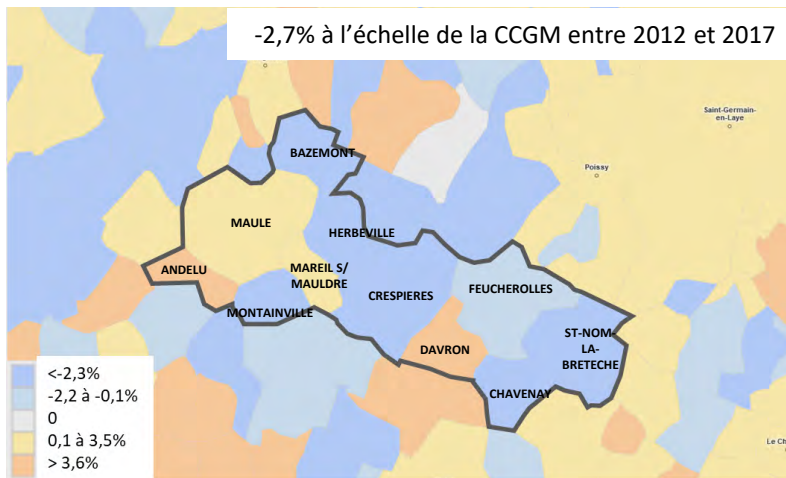 -2,7% à l’échelle de la CCGM entre 2012 et 2017
Saint-Germain-
en-Laye
Poissy
BAZEMONT
MAULE
HERBEVILLE
ANDELU
MAREIL S/
MAULDRE
CRESPIERES
FEUCHEROLLES
MONTAINVILLE
ST-NOM-
LA-
BRETECHE
DAVRON
CHAVENAY
<-2,3%
-2,2 à -0,1%
0
0,1 à 3,5%
> 3,6%
Le Ch